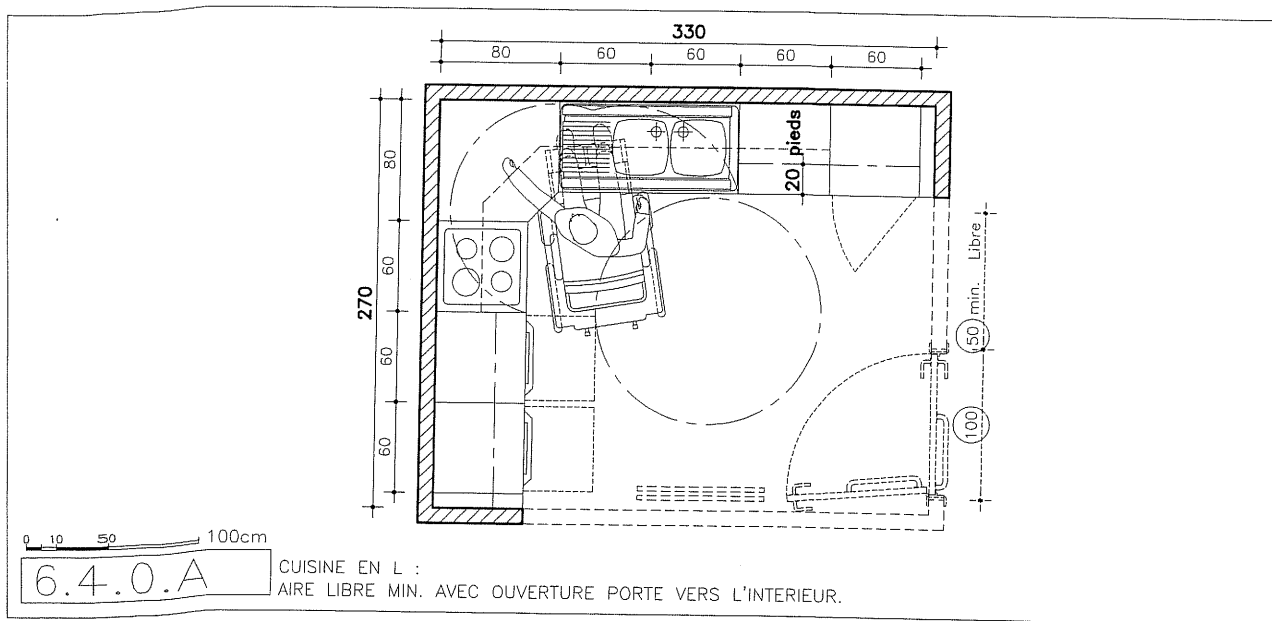 330
80 60 60 60 60
270
80
60
60
60
20 pieds
50 min. Libre
100
0 10 50 100cm
6.4.0.A
CUISINE EN L :
AIRE LIBRE MIN. AVEC OUVERTURE PORTE VERS L'INTERIEUR.